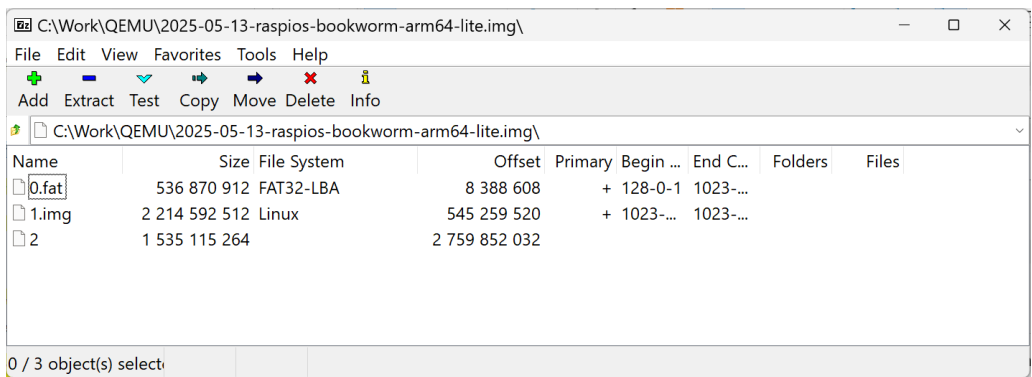 C:\Work\QEMU\2025-05-13-raspios-bookworm-arm64-lite.img\
File Edit View Favorites Tools Help
Add Extract Test Copy Move Delete Info
C:\Work\QEMU\2025-05-13-raspios-bookworm-arm64-lite.img\
Name Size File System Offset Primary Begin ... End C... Folders Files
0.fat 536 870 912 FAT32-LBA 8 388 608 + 128-0-1 1023-...
1.img 2 214 592 512 Linux 545 259 520 + 1023-... 1023-...
2 1 535 115 264 2 759 852 032
0 / 3 object(s) selecte